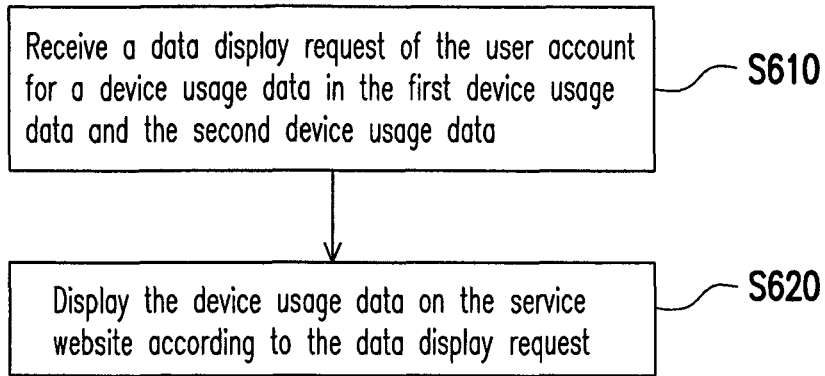 Receive a data display request of the user account
for a device usage data in the first device usage
data and the second device usage data
S610
Display the device usage data on the service
website according to the data display request
S620